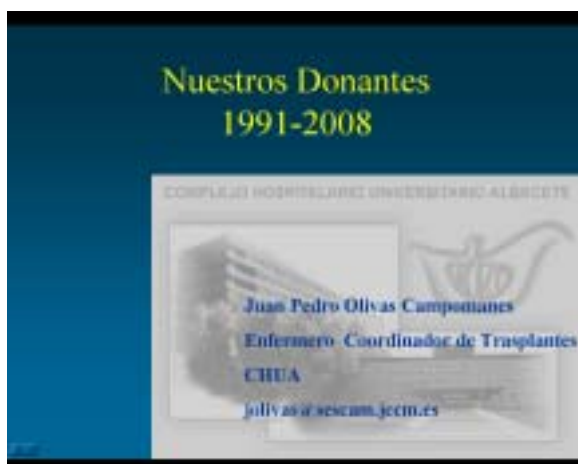 Nuestros Donantes
1991-2008
COMPLEJO HOSPITALARIO UNIVERSITARIO ALBACETE
Juan Pedro Olivas Campomanes
Enfermero Coordinador de Trasplantes
CHUA
jolivas@sescam.jccm.es